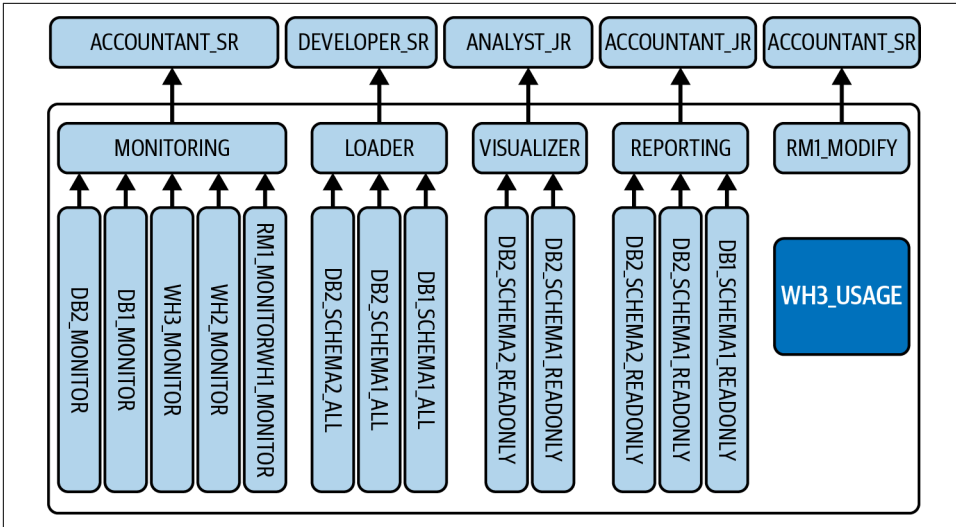 ACCOUNTANT_SR
DEVELOPER_SR
ANALYST_JR
ACCOUNTANT_JR
ACCOUNTANT_SR
MONITORING
LOADER
VISUALIZER
REPORTING
RM1_MODIFY
DB2_MONITOR
DB1_MONITOR
WH3_MONITOR
WH2_MONITOR
RM1_MONITORWH1_MONITOR
DB2_SCHEMA2_ALL
DB2_SCHEMA1_ALL
DB1_SCHEMA1_ALL
DB2_SCHEMA2_READONLY
DB2_SCHEMA1_READONLY
DB2_SCHEMA2_READONLY
DB2_SCHEMA1_READONLY
DB1_SCHEMA1_READONLY
WH3_USAGE